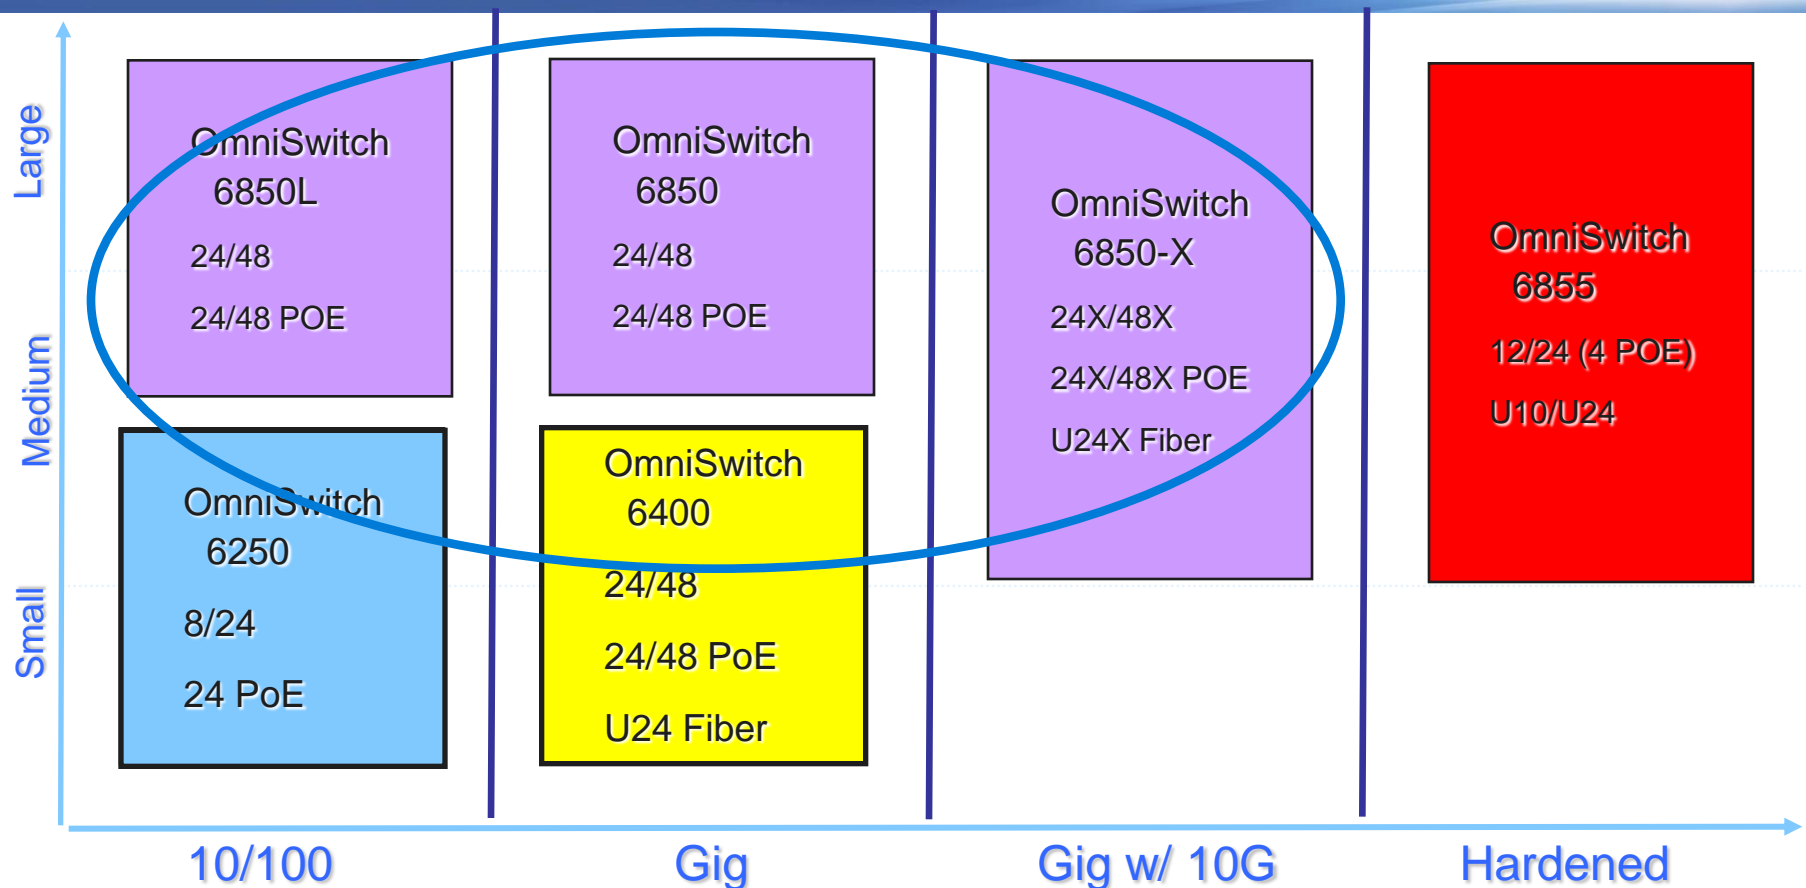 Large
Medium
Small
OmniSwitch
6850L
24/48
24/48 POE
OmniSwitch
6850
24/48
24/48 POE
OmniSwitch
6850-X
24X/48X
24X/48X POE
U24X Fiber
OmniSwitch
6855
12/24 (4 POE)
U10/U24
OmniSwitch
6250
8/24
24 PoE
OmniSwitch
6400
24/48
24/48 PoE
U24 Fiber
10/100
Gig
Gig w/ 10G
Hardened